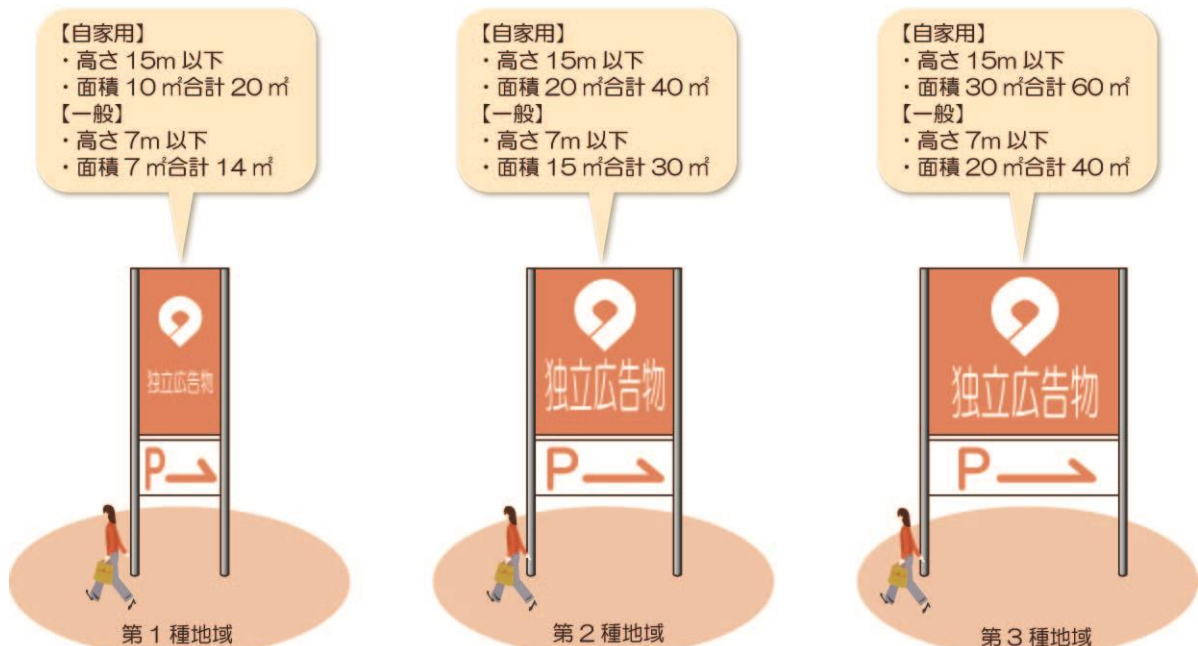 【自家用】
・高さ 15m 以下
・面積 10 ㎡合計 20 ㎡
【一般】
・高さ 7m 以下
・面積 7 ㎡合計 14 ㎡
独立広告物
P
第 1 種地域
【自家用】
・高さ 15m 以下
・面積 20 ㎡合計 40 ㎡
【一般】
・高さ 7m 以下
・面積 15 ㎡合計 30 ㎡
独立広告物
P
第 2 種地域
【自家用】
・高さ 15m 以下
・面積 30 ㎡合計 60 ㎡
【一般】
・高さ 7m 以下
・面積 20 ㎡合計 40 ㎡
独立広告物
P
第 3 種地域